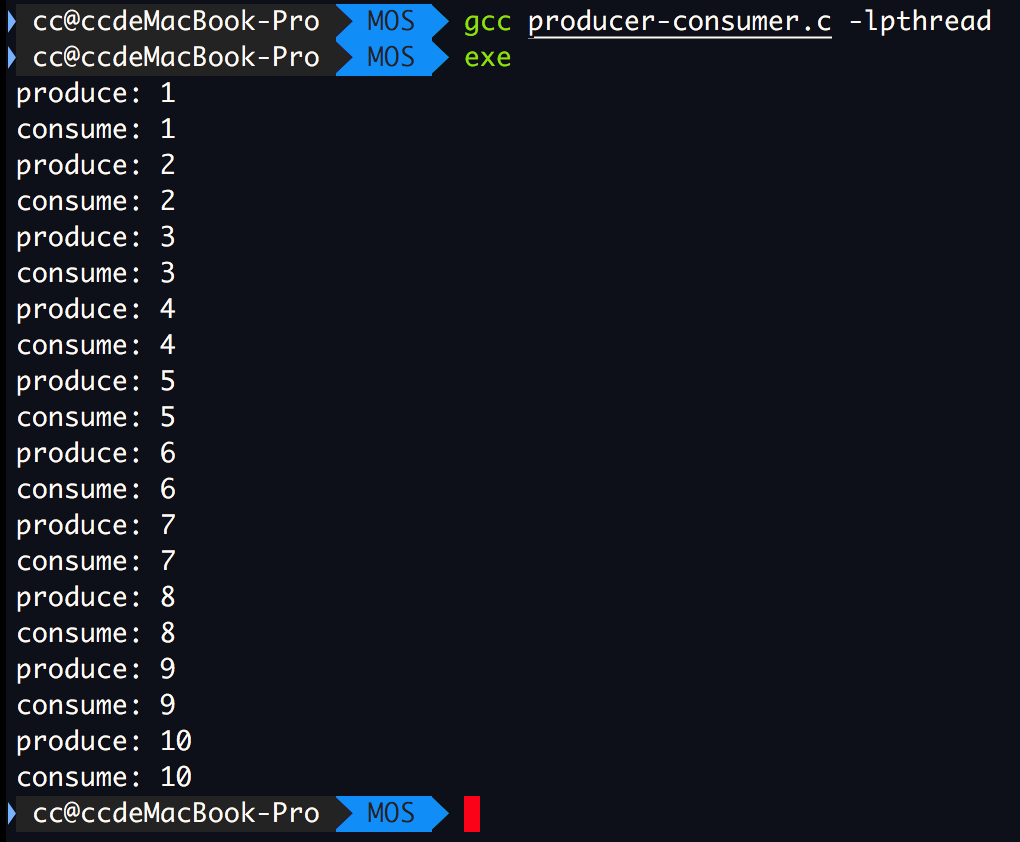 cc@ccdeMacBook-Pro MOS gcc producer-consumer.c -lpthread
cc@ccdeMacBook-Pro MOS exe
produce: 1
consume: 1
produce: 2
consume: 2
produce: 3
consume: 3
produce: 4
consume: 4
produce: 5
consume: 5
produce: 6
consume: 6
produce: 7
consume: 7
produce: 8
consume: 8
produce: 9
consume: 9
produce: 10
consume: 10
cc@ccdeMacBook-Pro MOS